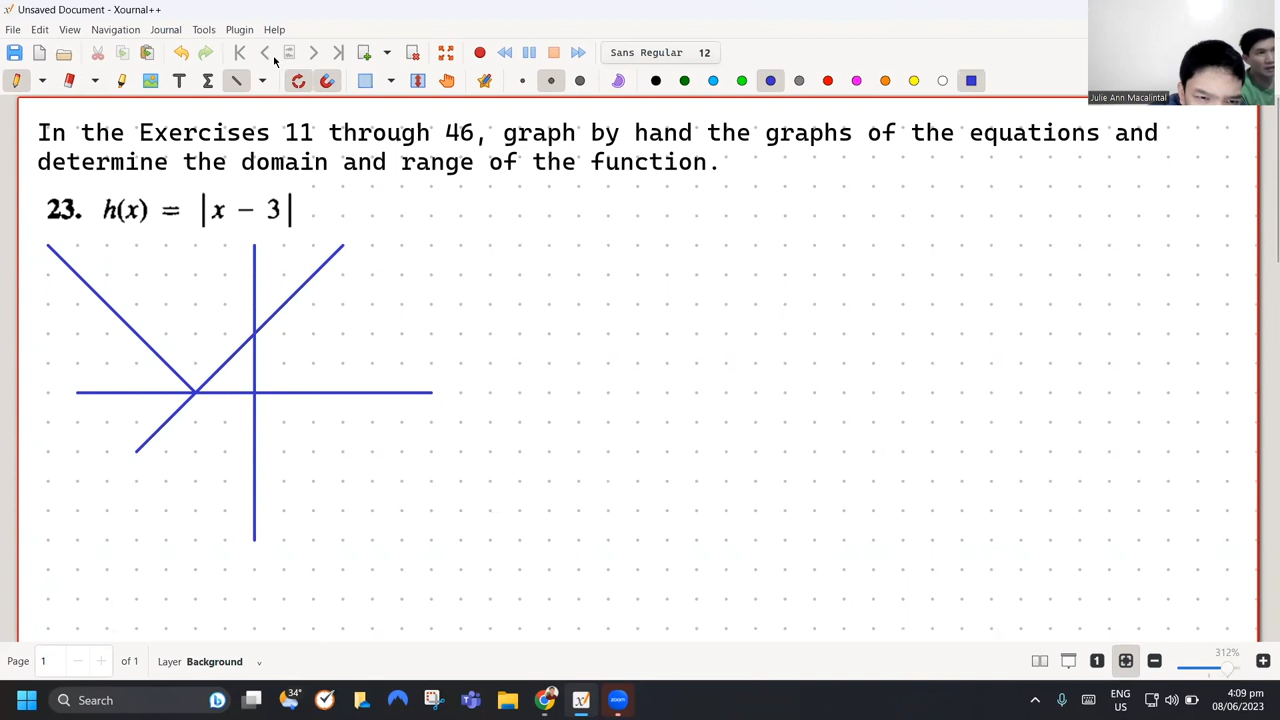 Unsaved Document - Xournal++
File Edit View Navigation Journal Tools Plugin Help
Sans Regular 12
Julie Ann Macalintal
In the Exercises 11 through 46, graph by hand the graphs of the equations and
determine the domain and range of the function.
23. h(x) = |x − 3|
Page 1 of 1 Layer Background
312%
1
Search
34°
zoom
ENG
US
4:09 pm
08/06/2023